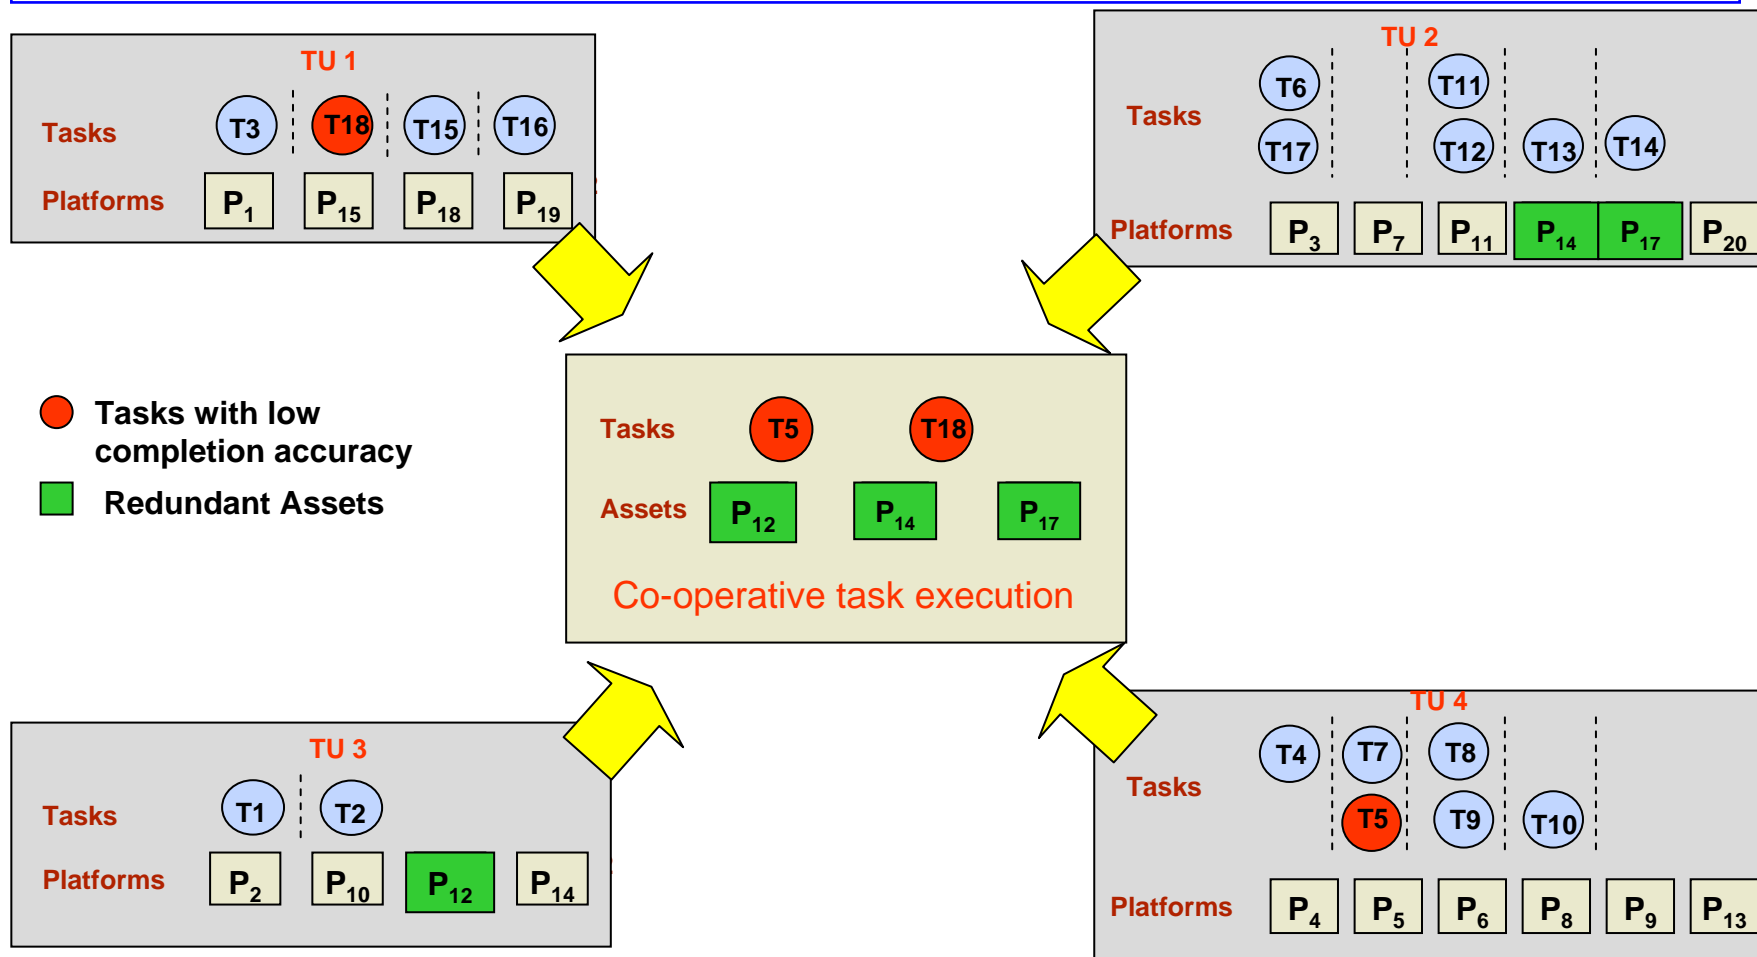 TU 1
Tasks T3 T18 T15 T16
Platforms P1 P15 P18 P19
TU 2
T6 T11
Tasks
T17 T12 T13 T14
Platforms P3 P7 P11 P14 P17 P20
Tasks with low
completion accuracy
Redundant Assets
Tasks T5 T18
Assets P12 P14 P17
Co-operative task execution
TU 3
Tasks T1 T2
Platforms P2 P10 P12 P14
TU 4
T4 T7 T8
Tasks
T5 T9 T10
Platforms P4 P5 P6 P8 P9 P13